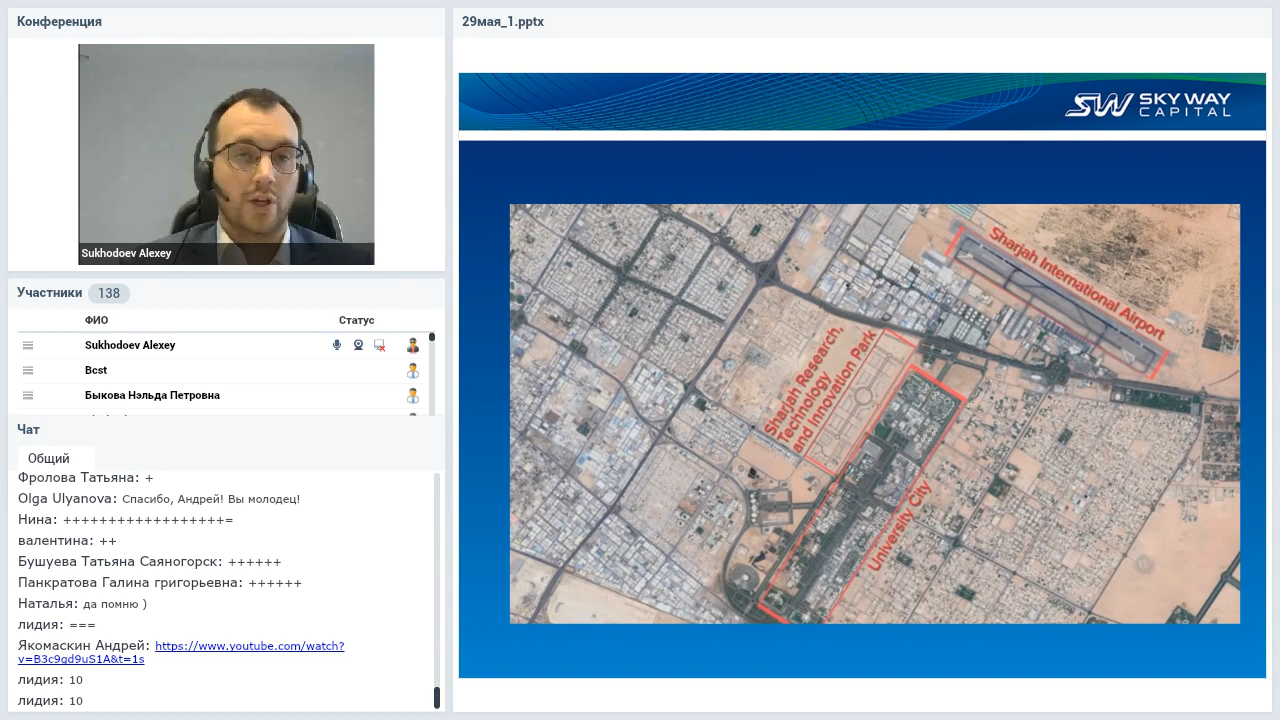 Конференция
Sukhodoev Alexey
Участники 138
ФИО Статус
Sukhodoev Alexey
Bcst
Быкова Нэльда Петровна
Чат
Общий
Фролова Татьяна: +
Olga Ulyanova: Спасибо, Андрей! Вы молодец!
Нина: ++++++++++++++++++=
валентина: ++
Бушуева Татьяна Саяногорск: ++++++
Панкратова Галина григорьевна: ++++++
Наталья: да помню )
лидия: ===
Якомаскин Андрей: https://www.youtube.com/watch?
v=B3c9gd9uS1A&t=1s
лидия: 10
лидия: 10
29мая_1.pptx
SW SKY WAY
CAPITAL
Sharjah International Airport
Sharjah Research,
Technology
and Innovation Park
University City